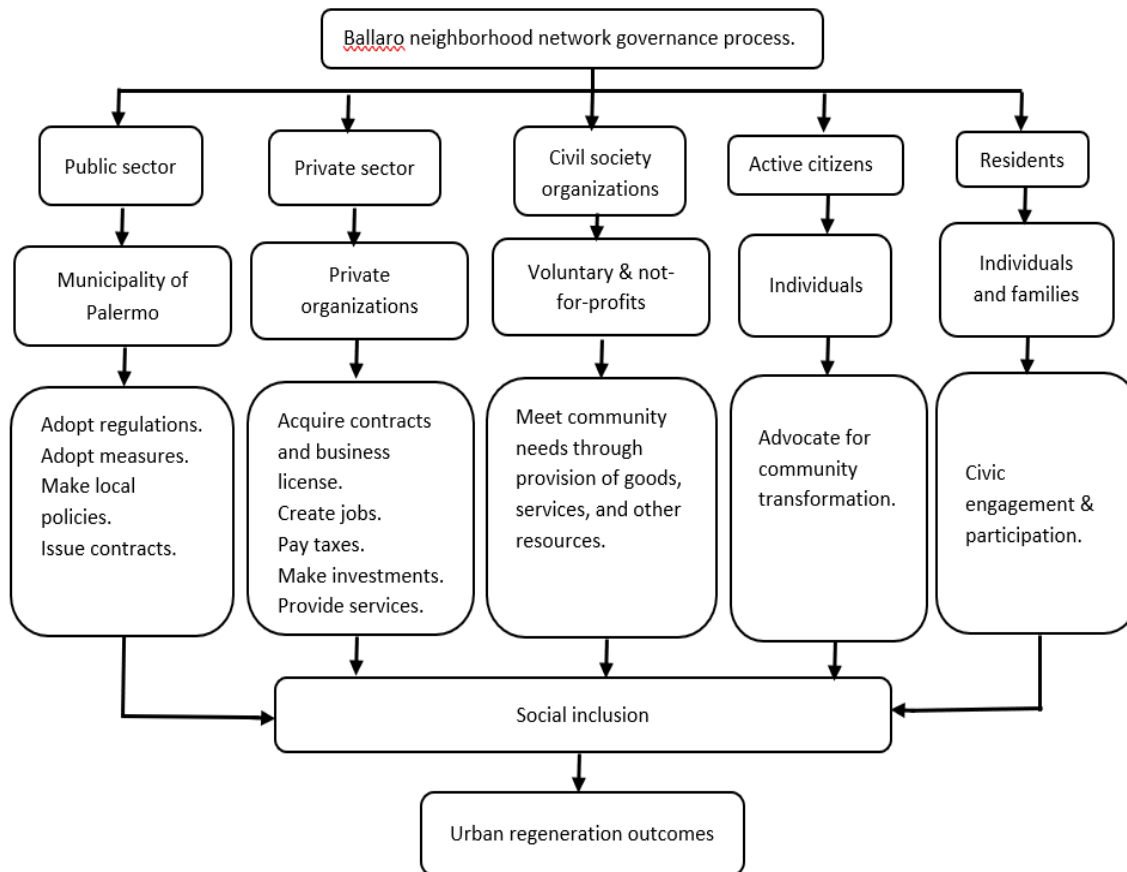 Ballaro neighborhood network governance process.
Public sector
Private sector
Civil society
organizations
Active citizens
Residents
Municipality of
Palermo
Private
organizations
Voluntary & not-
for-profits
Individuals
Individuals
and families
Adopt regulations.
Adopt measures.
Make local
policies.
Issue contracts.
Acquire contracts
and business
license.
Create jobs.
Pay taxes.
Make investments.
Provide services.
Meet community
needs through
provision of goods,
services, and other
resources.
Advocate for
community
transformation.
Civic
engagement &
participation.
Social inclusion
Urban regeneration outcomes